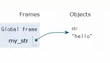 Frames Objects
Global frame
str
my_str
"hello"